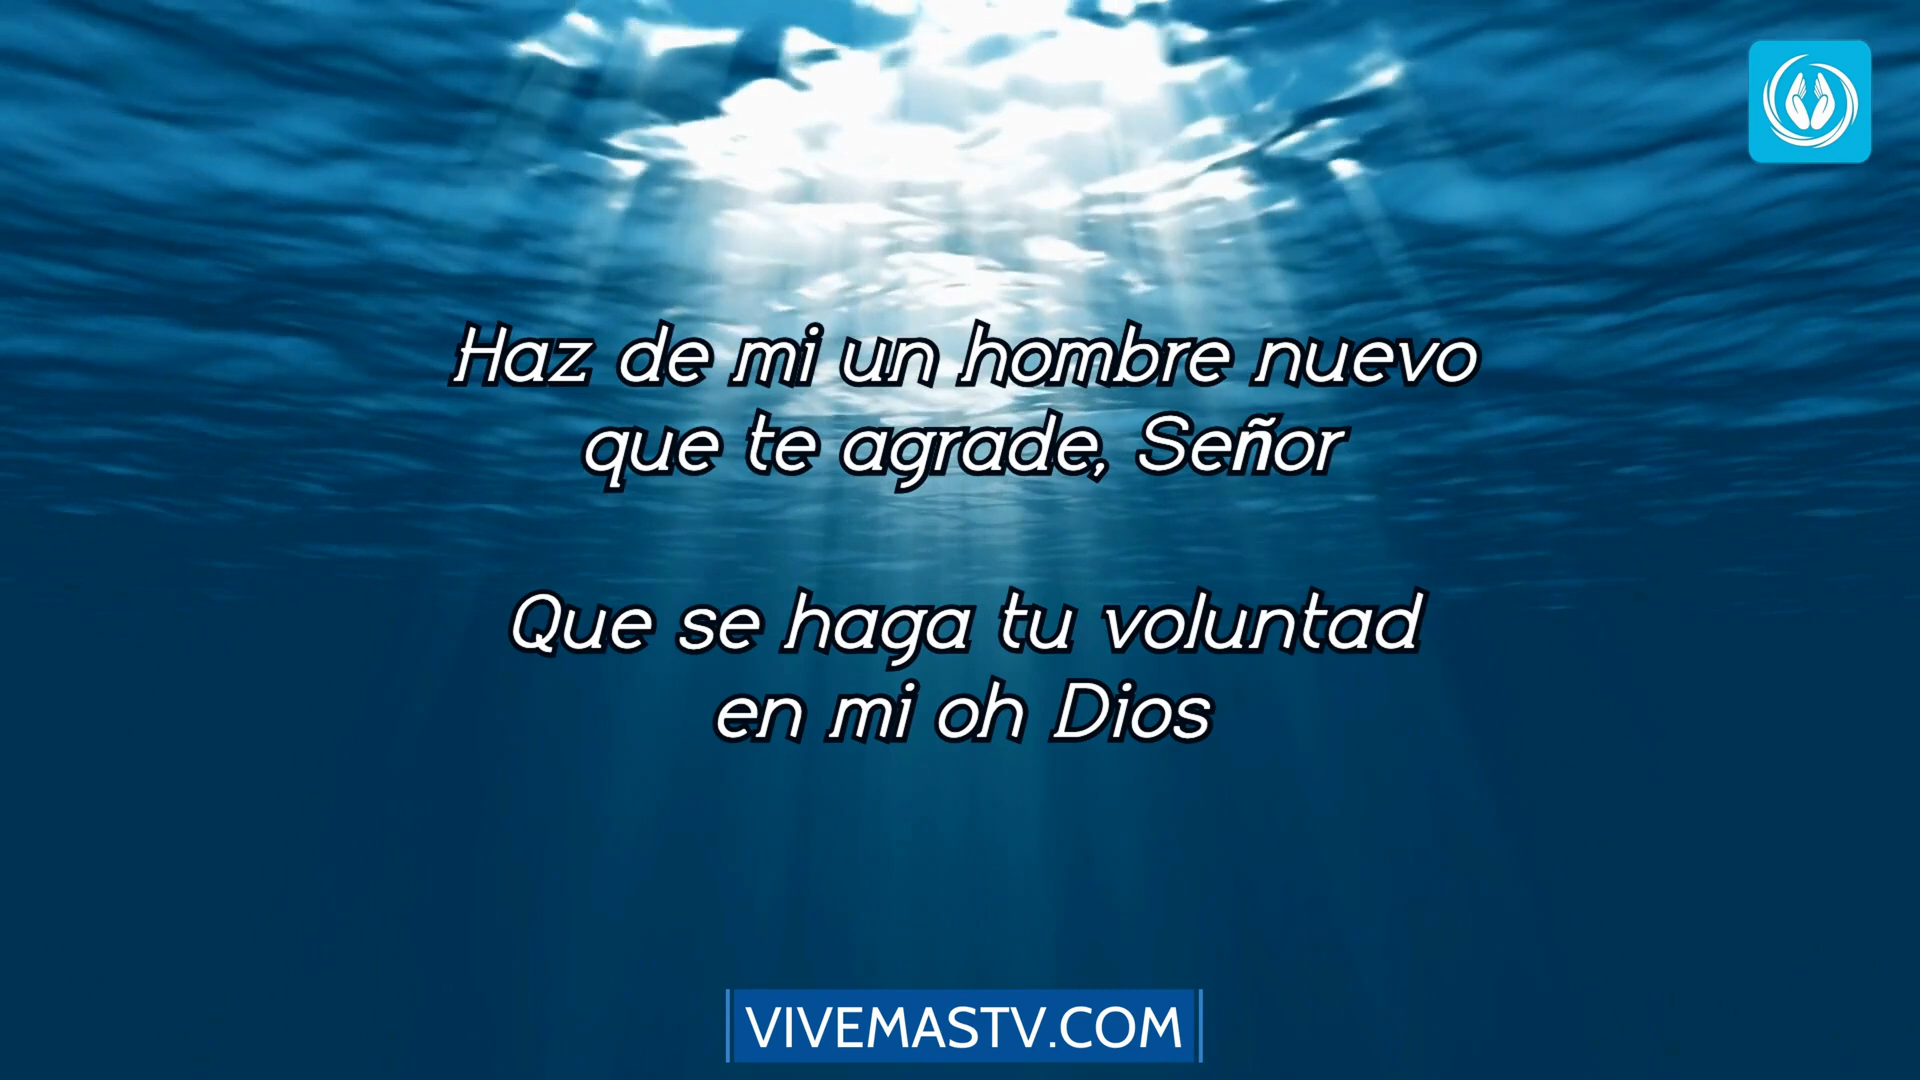 Haz de mi un hombre nuevo
que te agrade, Señor
Que se haga tu voluntad
en mi oh Dios
VIVEMASTV.COM